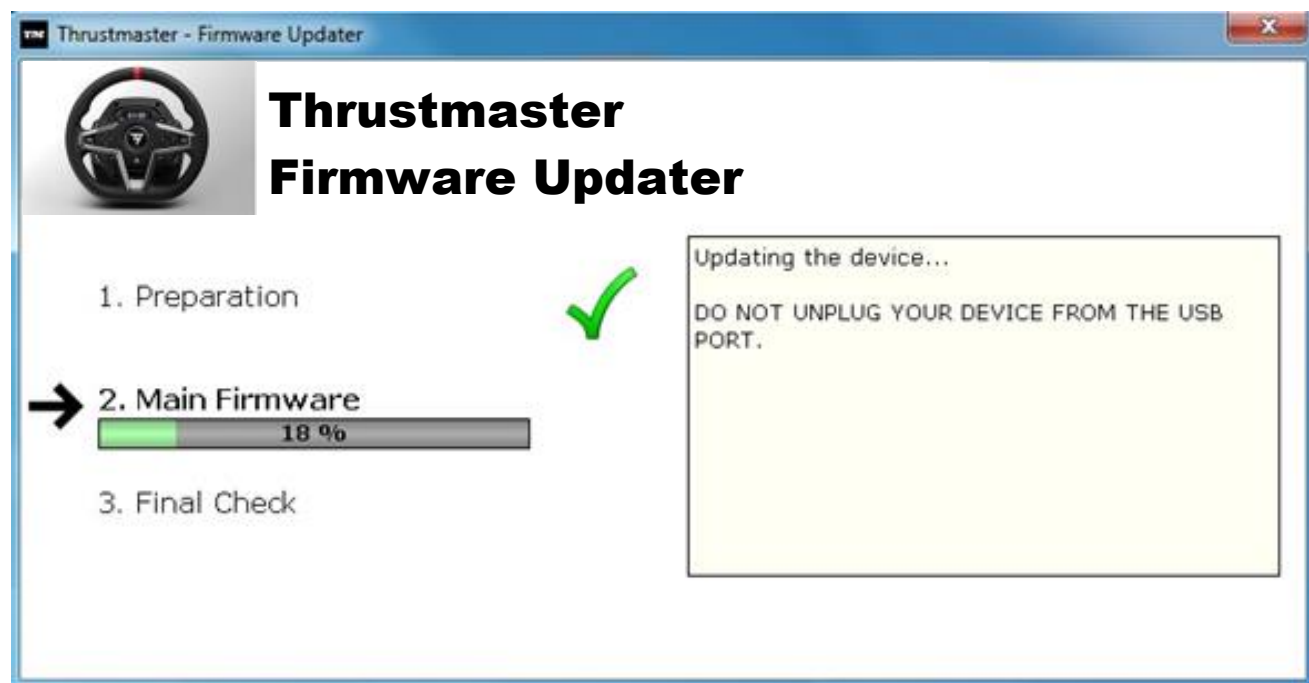 Thrustmaster - Firmware Updater
Thrustmaster
Firmware Updater
1. Preparation
2. Main Firmware
18 %
3. Final Check
Updating the device...
DO NOT UNPLUG YOUR DEVICE FROM THE USB
PORT.